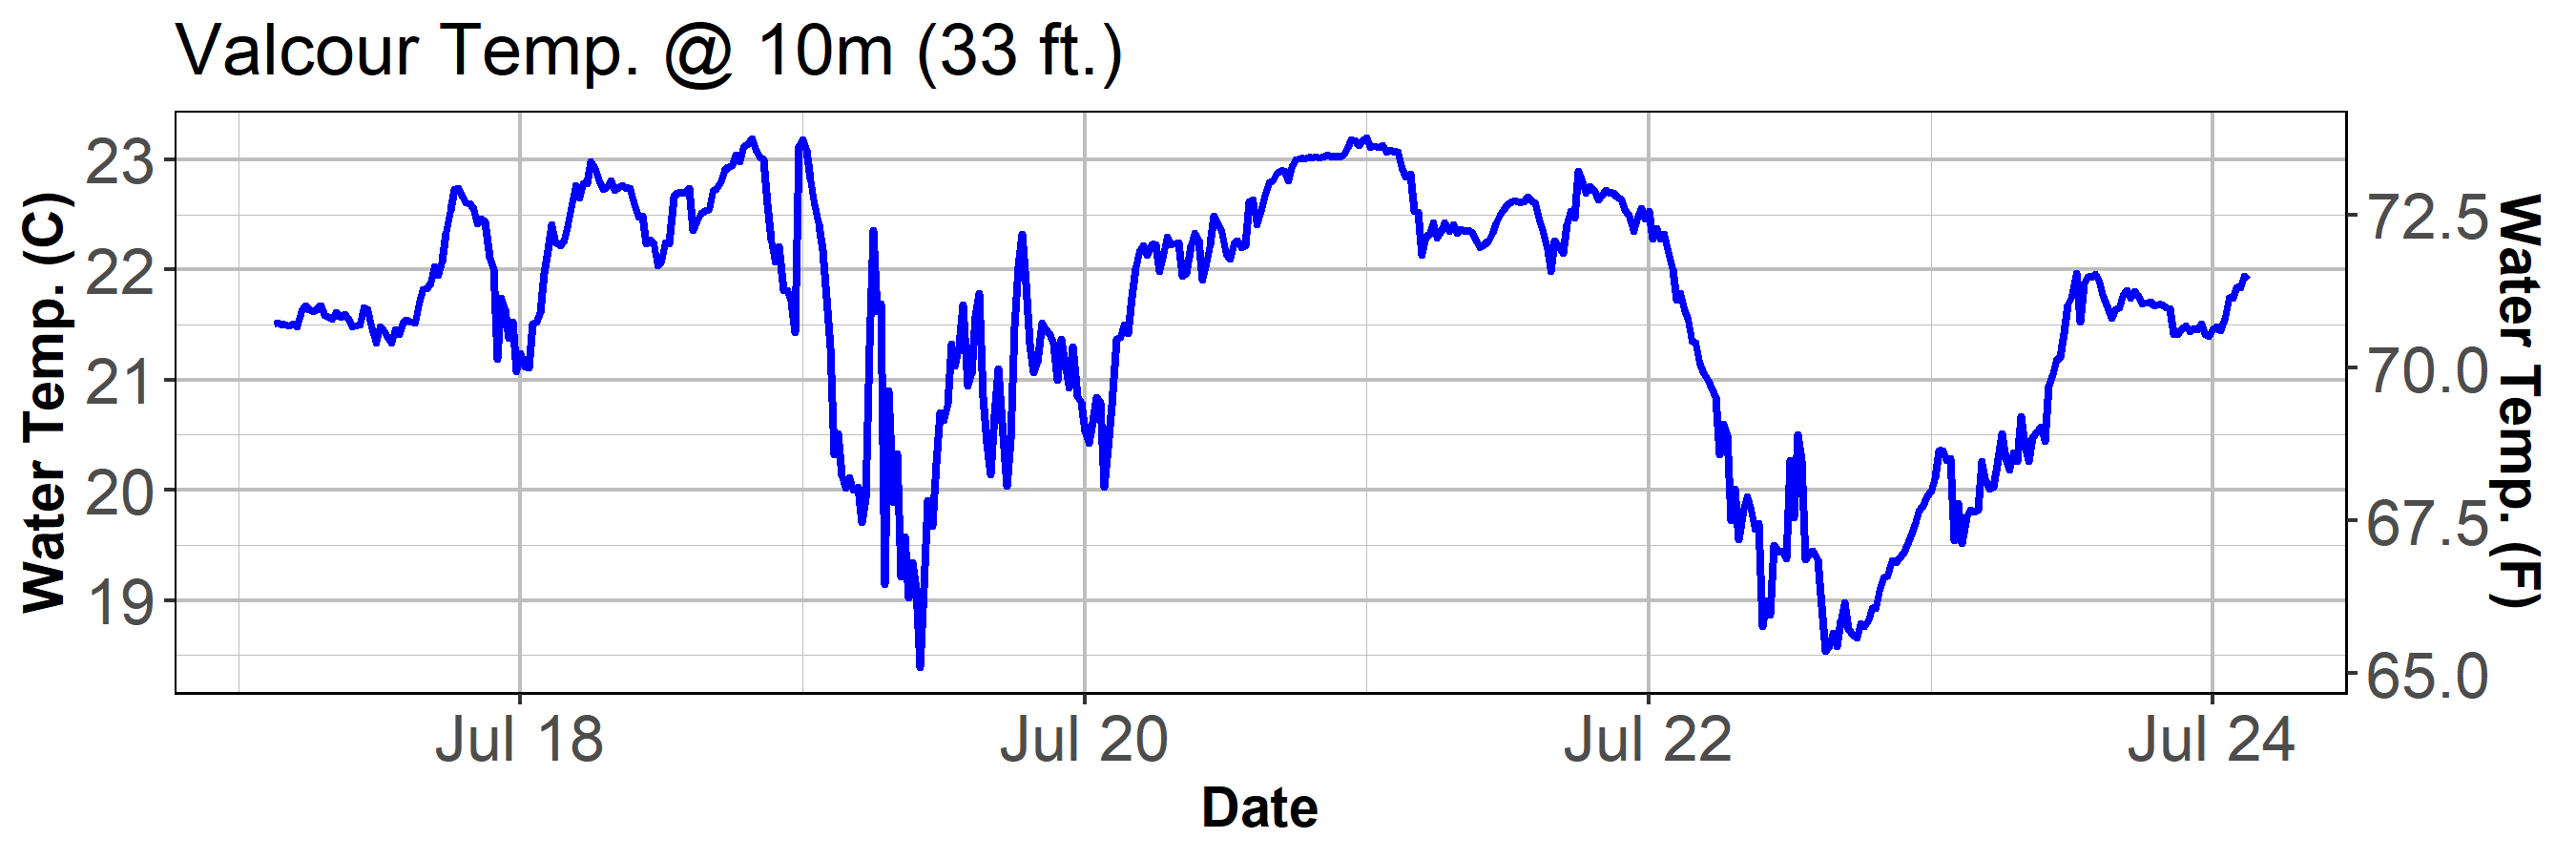 Valcour Temp. @ 10m (33 ft.)
Water Temp. (C)
23
22
21
20
19
72.5
70.0
67.5
65.0
Water Temp. (F)
Jul 18 Jul 20 Jul 22 Jul 24
Date